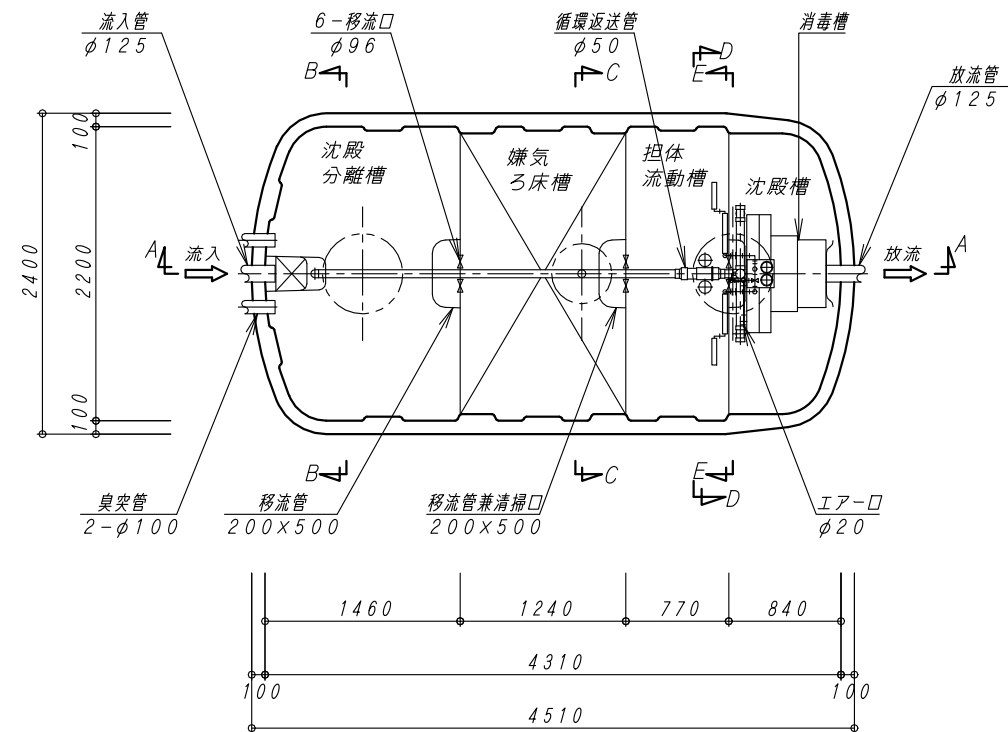 流入管
φ125
6-移流口
φ96
循環返送管
φ50
消毒槽
放流管
φ125
B
C
D
E
100
2200
2400
100
沈殿
分離槽
嫌気
ろ床槽
担体
流動槽
沈殿槽
A
流入
放流
A
B
C
E
D
臭突管
2-φ100
移流管
200×500
移流管兼清掃口
200×500
エアー口
φ20
1460
1240
770
840
4310
100
100
4510